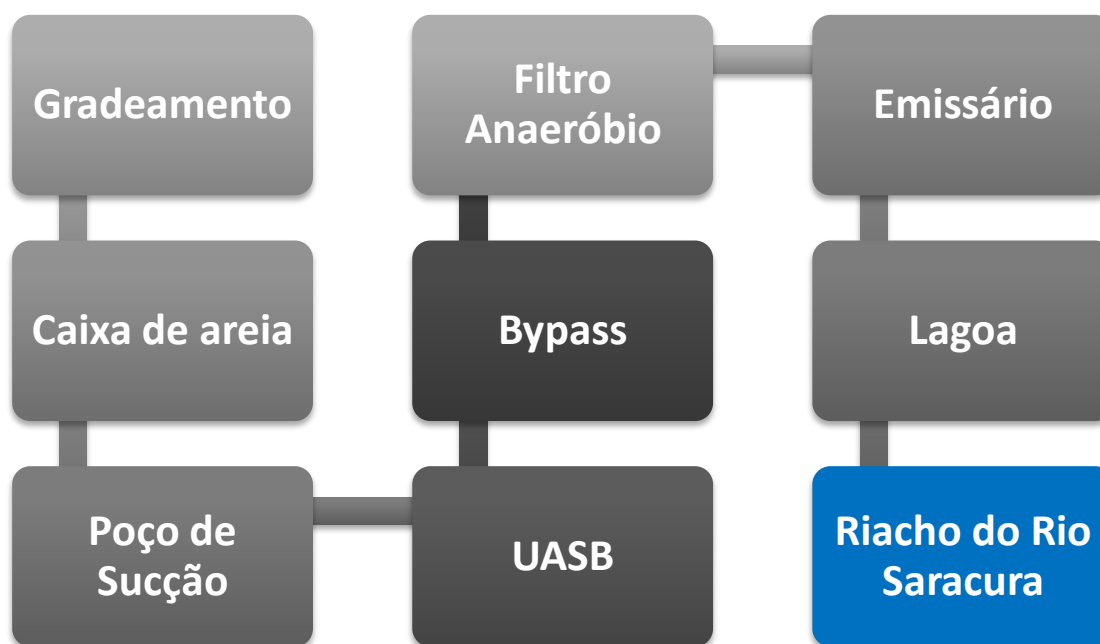 Gradeamento
Caixa de areia
Poço de
Sucção
UASB
Bypass
Filtro
Anaeróbio
Emissário
Lagoa
Riacho do Rio
Saracura